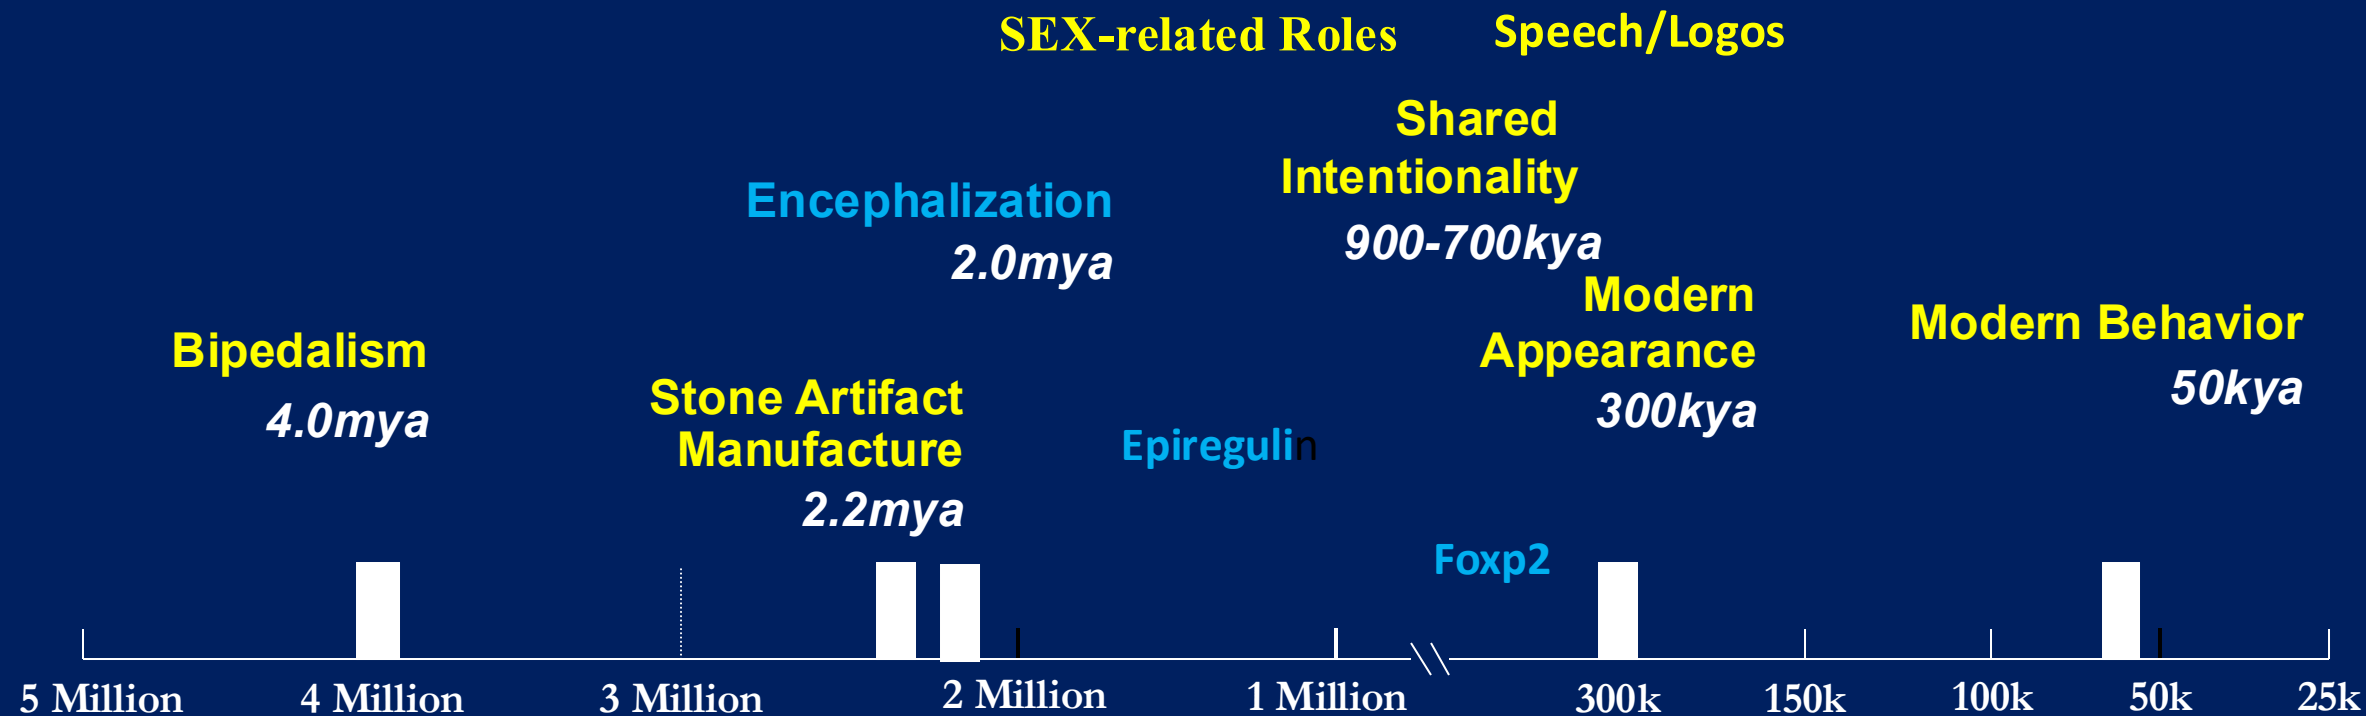 SEX-related Roles
Speech/Logos
Shared
Intentionality
900-700kya
Encephalization
2.0mya
Modern
Appearance
300kya
Modern Behavior
50kya
Bipedalism
4.0mya
Stone Artifact
Manufacture
2.2mya
Epiregulin
Foxp2
5 Million
4 Million
3 Million
2 Million
1 Million
300k
150k
100k
50k
25k